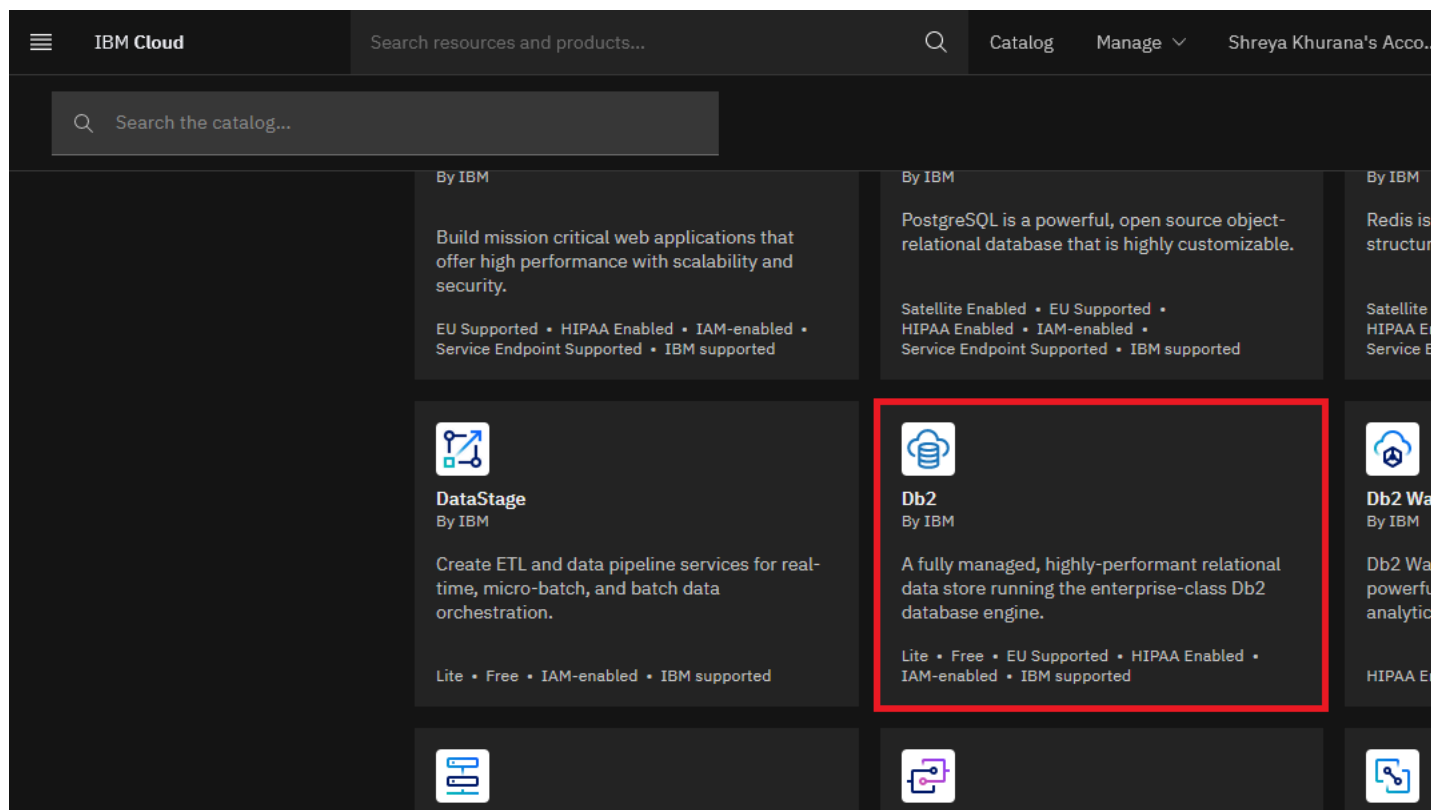 IBM Cloud
Search resources and products...
Catalog
Manage
Shreya Khurana's Acco...
Search the catalog...
By IBM
Build mission critical web applications that
offer high performance with scalability and
security.
EU Supported • HIPAA Enabled • IAM-enabled •
Service Endpoint Supported • IBM supported
By IBM
PostgreSQL is a powerful, open source object-
relational database that is highly customizable.
Satellite Enabled • EU Supported •
HIPAA Enabled • IAM-enabled •
Service Endpoint Supported • IBM supported
By IBM
Redis is
Satellite
HIPAA
Service
DataStage
By IBM
Create ETL and data pipeline services for real-
time, micro-batch, and batch data
orchestration.
Lite • Free • IAM-enabled • IBM supported
Db2
By IBM
A fully managed, highly-performant relational
data store running the enterprise-class Db2
database engine.
Lite • Free • EU Supported • HIPAA Enabled •
IAM-enabled • IBM supported
Db2
By IBM
Db2
HIPAA